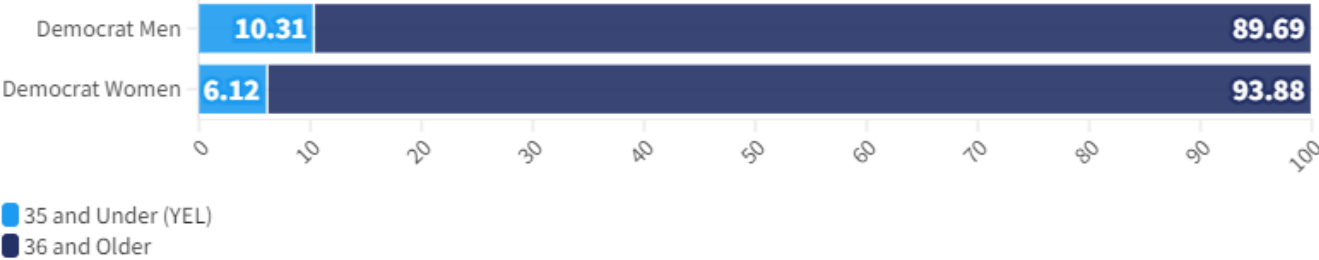 Democrat Men 10.31 89.69
Democrat Women 6.12 93.88
0 10 20 30 40 50 60 70 80 90 100
35 and Under (YEL)
36 and Older